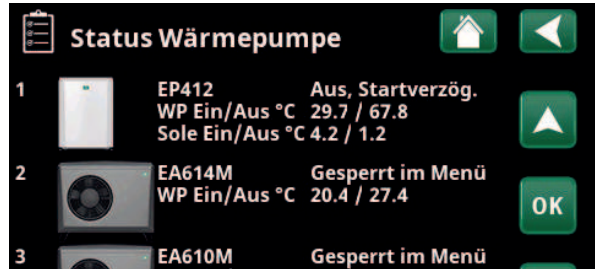 Status Wärmepumpe
1 EP412 Aus, Startverzög.
WP Ein/Aus °C 29.7 / 67.8
Sole Ein/Aus °C 4.2 / 1.2
2 EA614M Gesperrt im Menü
WP Ein/Aus °C 20.4 / 27.4
OK
3 EA610M Gesperrt im Menü